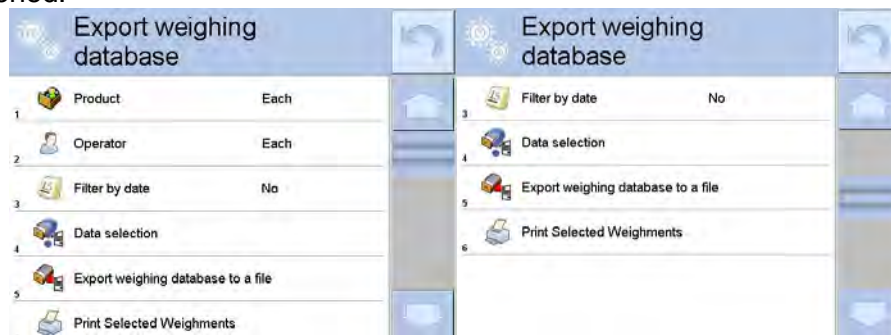 Export weighing
database
1 Product Each
2 Operator Each
3 Filter by date No
4 Data selection
5 Export weighing database to a file
Print Selected Weighments
Export weighing
database
3 Filter by date No
4 Data selection
5 Export weighing database to a file
6 Print Selected Weighments